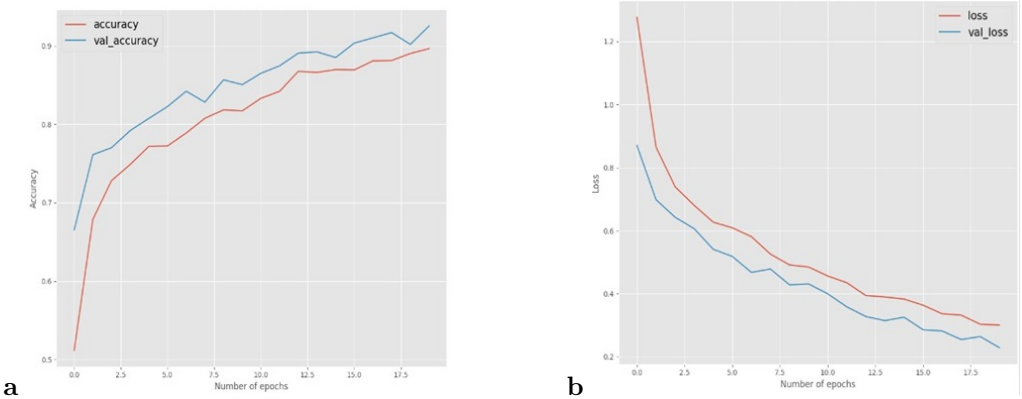 accuracy
val_accuracy
Accuracy
0.9
0.8
0.7
0.6
0.5
0.0 2.5 5.0 7.5 10.0 12.5 15.0 17.5
Number of epochs
a
loss
val_loss
Loss
1.2
1.0
0.8
0.6
0.4
0.2
0.0 2.5 5.0 7.5 10.0 12.5 15.0 17.5
Number of epochs
b